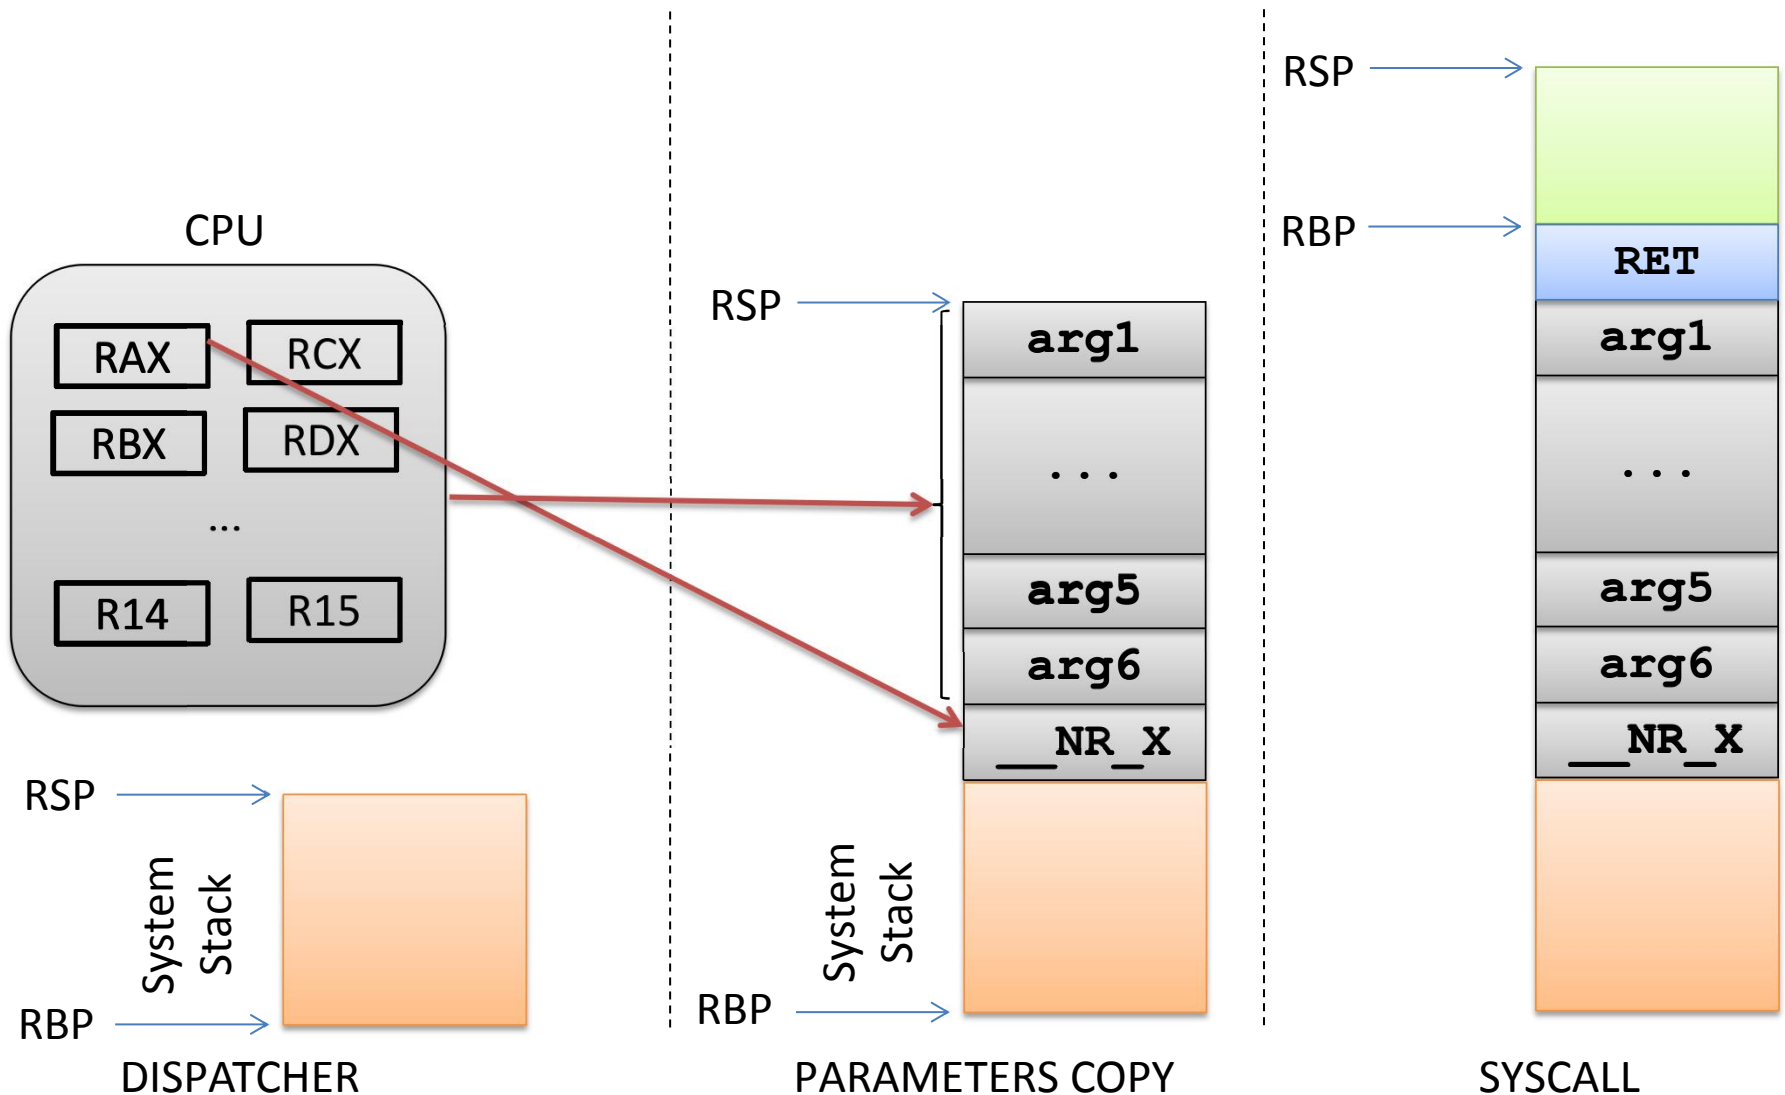 CPU
RAX
RCX
RBX
RDX
...
R14
R15
RSP
System
Stack
RBP
DISPATCHER
RSP
arg1
...
arg5
arg6
__NR_X
System
Stack
RBP
PARAMETERS COPY
RSP
RBP
RET
arg1
...
arg5
arg6
__NR_X
SYSCALL